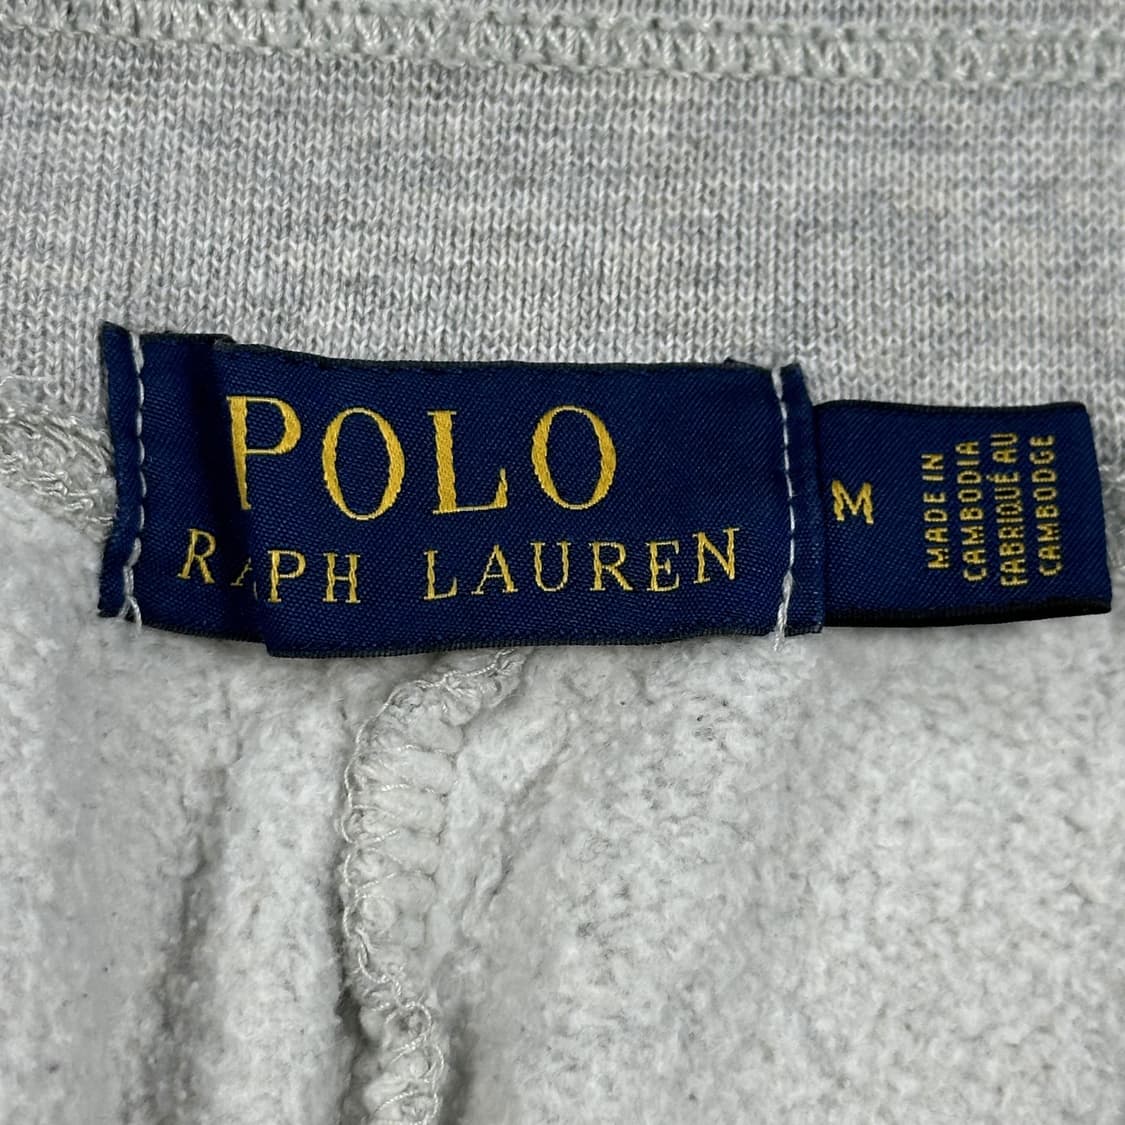 POLO
RALPH LAUREN
M
MADE IN
CAMBODIA
FABRIQUÉ AU
CAMBODGE